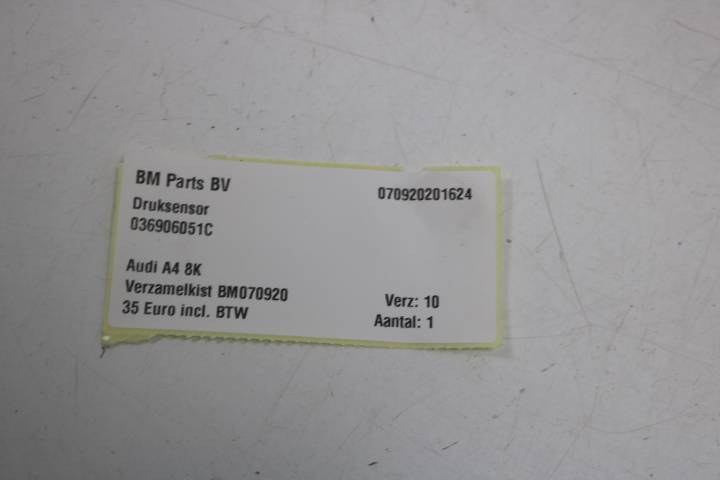 BM Parts BV 070920201624
Druksensor
036906051C
Audi A4 8K
Verzamelkist BM070920 Verz: 10
35 Euro incl. BTW Aantal: 1